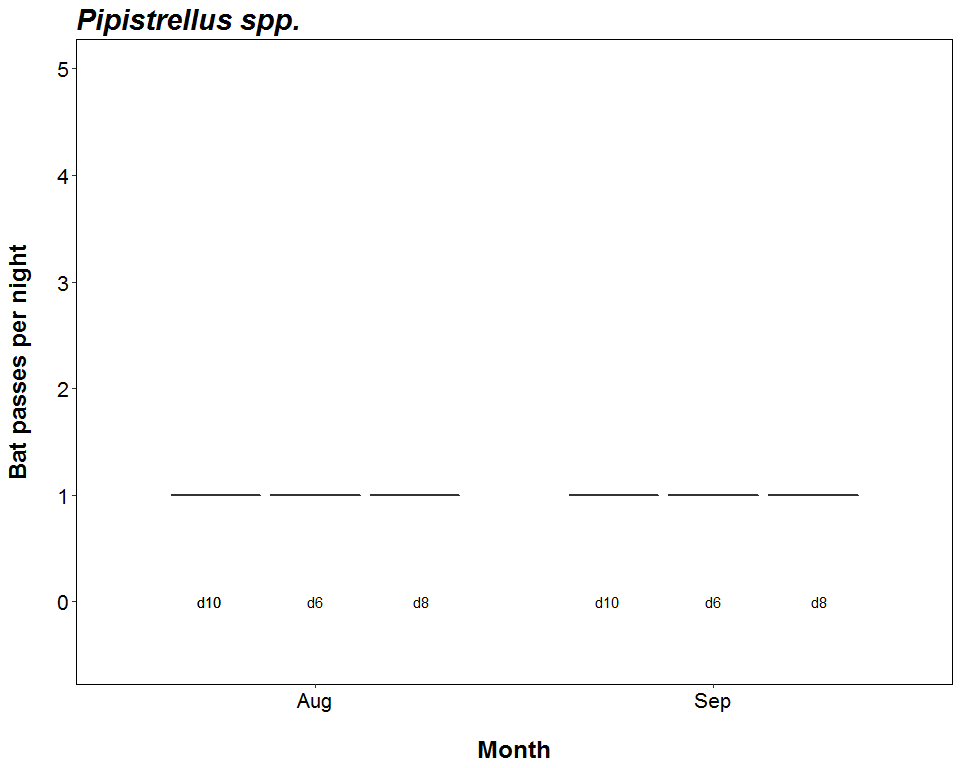 Pipistrellus spp.
Bat passes per night
5
4
3
2
1
0
d10 d6 d8 d10 d6 d8
Aug Sep
Month